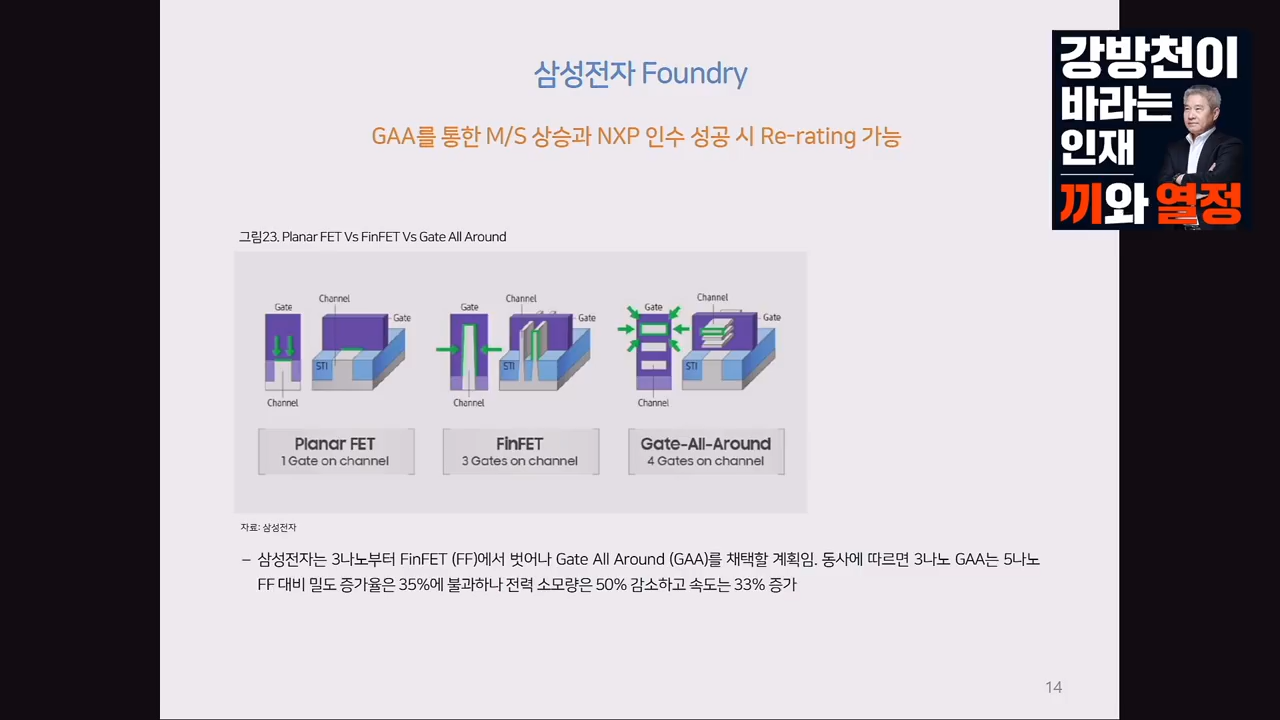 삼성전자 Foundry
GAA를 통한 M/S 상승과 NXP 인수 성공 시 Re-rating 가능
강방천이
바라는
인재
끼와 열정
그림23. Planar FET Vs FinFET Vs Gate All Around
Gate
Channel
Gate
STI
Channel
Gate
Channel
Gate
STI
Channel
Gate
Channel
Gate
STI
Channel
Planar FET
1 Gate on channel
FinFET
3 Gates on channel
Gate-All-Around
4 Gates on channel
자료: 삼성전자
– 삼성전자는 3나노부터 FinFET (FF)에서 벗어나 Gate All Around (GAA)를 채택할 계획임. 동사에 따르면 3나노 GAA는 5나노
FF 대비 밀도 증가율은 35%에 불과하나 전력 소모량은 50% 감소하고 속도는 33% 증가
14